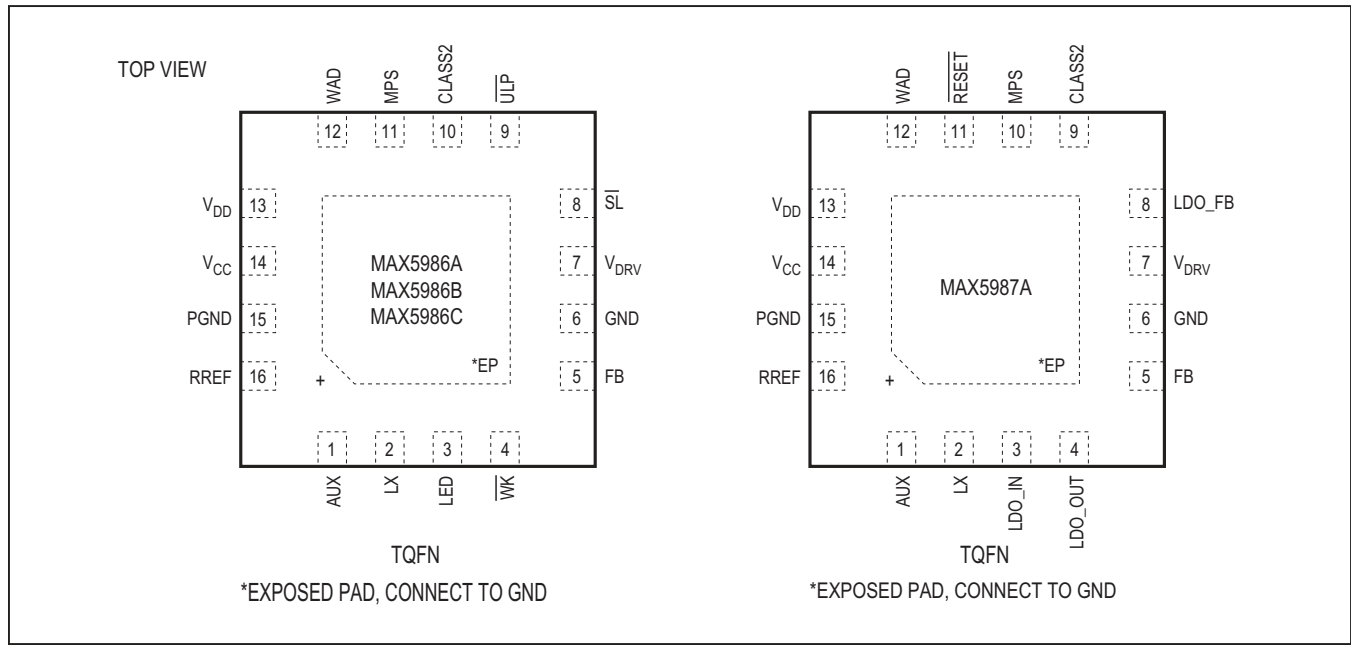 TOP VIEW
WAD
MPS
CLASS2
ULP
12
11
10
9
VDD 13
8 SL
VCC 14
7 VDRV
PGND 15
6 GND
RREF 16
5 FB
MAX5986A
MAX5986B
MAX5986C
*EP
+
1
2
3
4
AUX
LX
LED
WK
TQFN
*EXPOSED PAD, CONNECT TO GND
WAD
RESET
MPS
CLASS2
12
11
10
9
VDD 13
8 LDO_FB
VCC 14
7 VDRV
PGND 15
6 GND
RREF 16
5 FB
MAX5987A
*EP
+
1
2
3
4
AUX
LX
LDO_IN
LDO_OUT
TQFN
*EXPOSED PAD, CONNECT TO GND